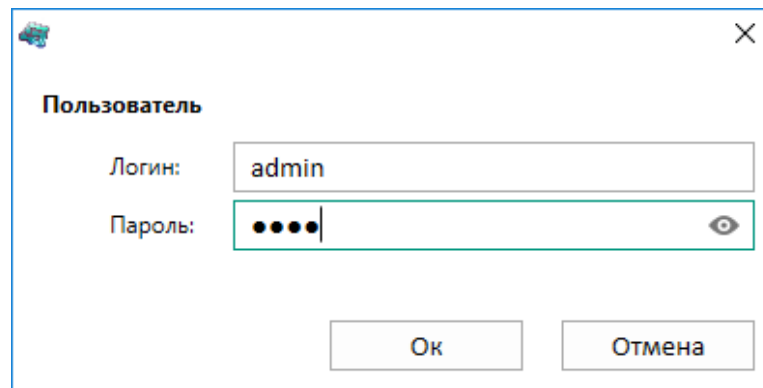 Пользователь
Логин: admin
Пароль: ••••
Ок Отмена